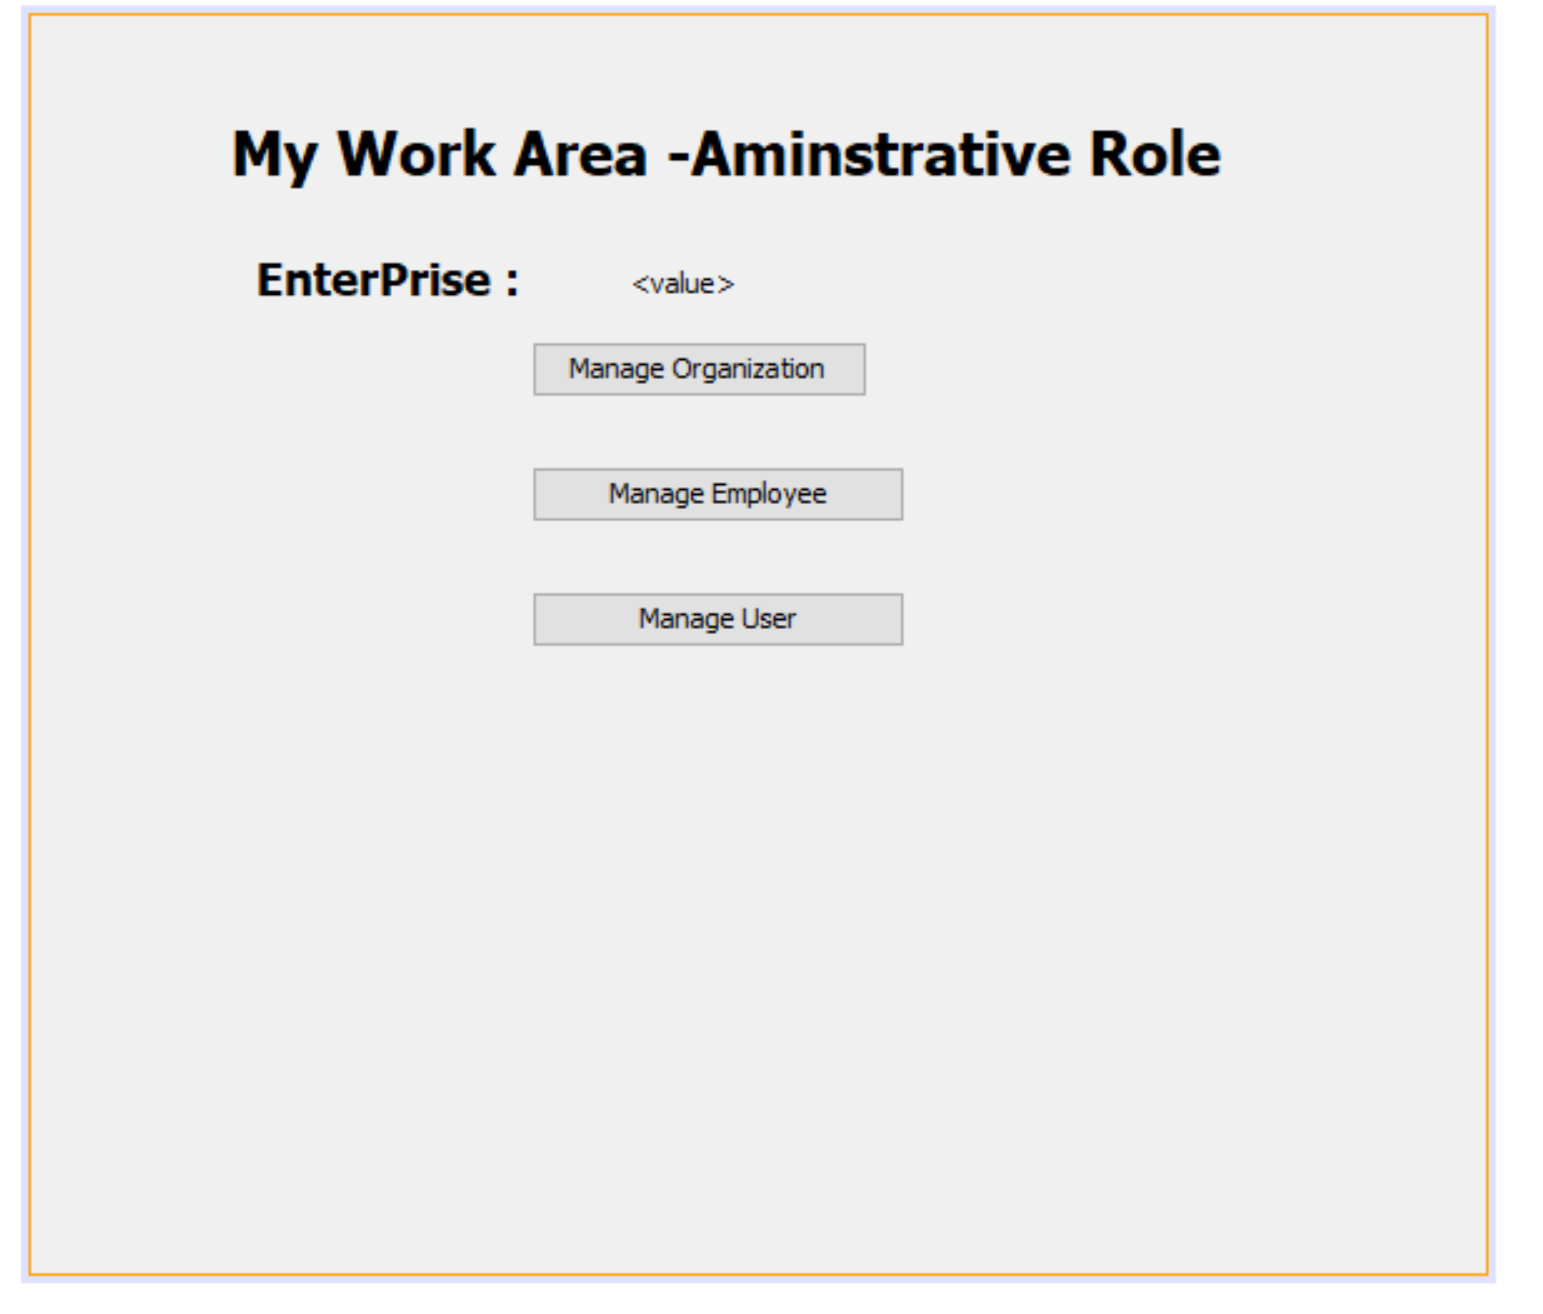 My Work Area -Aminstrative Role
EnterPrise : <value>
Manage Organization
Manage Employee
Manage User